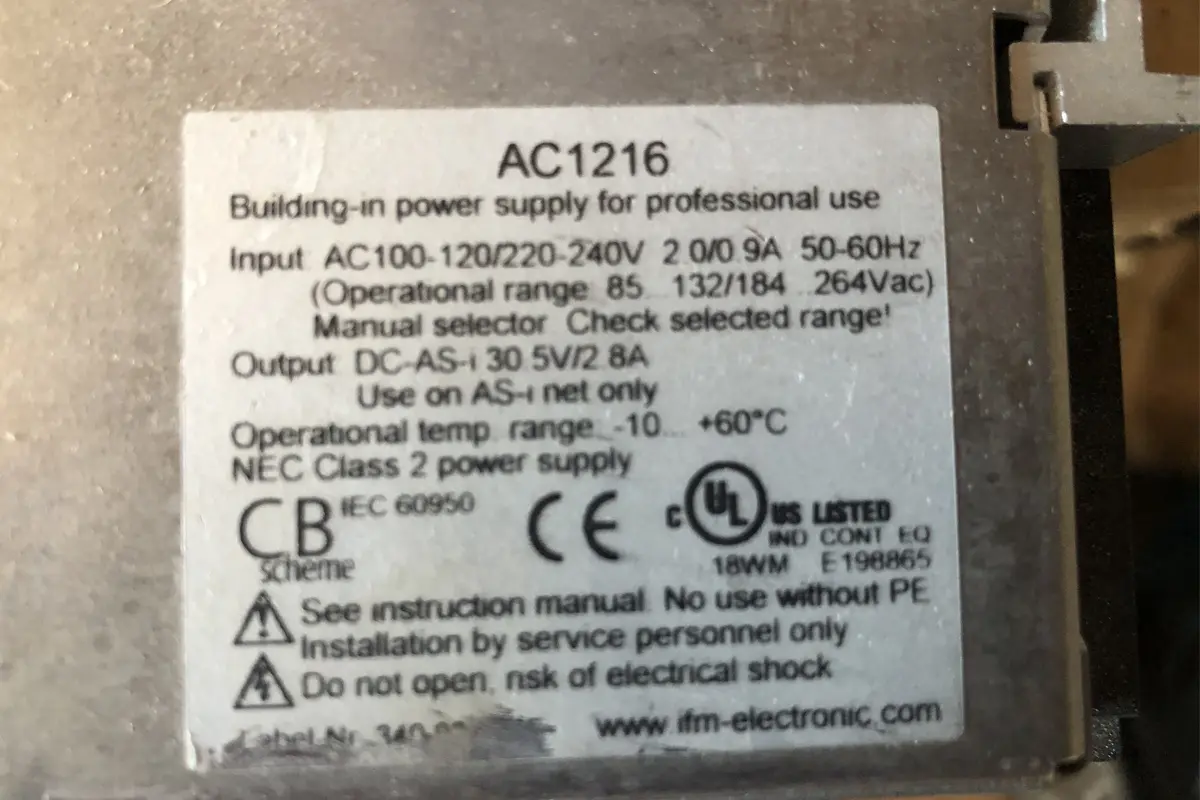 AC1216
Building-in power supply for professional use
Input AC100-120/220-240V 2.0/0.9A 50-60Hz
(Operational range 85... 132/184 ...264Vac)
Manual selector. Check selected range!
Output DC-AS-i 30.5V/2.8A
Use on AS-i net only
Operational temp. range -10... +60°C
NEC Class 2 power supply
CB scheme IEC 60950
CE
c UL US LISTED
IND CONT EQ
18WM E198865
See instruction manual. No use without PE
Installation by service personnel only
Do not open, risk of electrical shock
Label Nr. 340
www.ifm-electronic.com